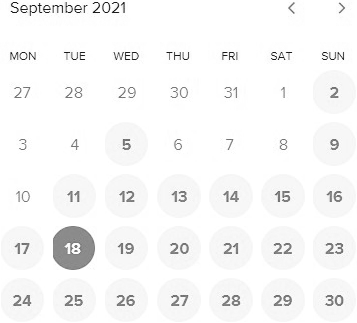 September 2021
MON TUE WED THU FRI SAT SUN
27 28 29 30 31 1 2
3 4 5 6 7 8 9
10 11 12 13 14 15 16
17 18 19 20 21 22 23
24 25 26 27 28 29 30